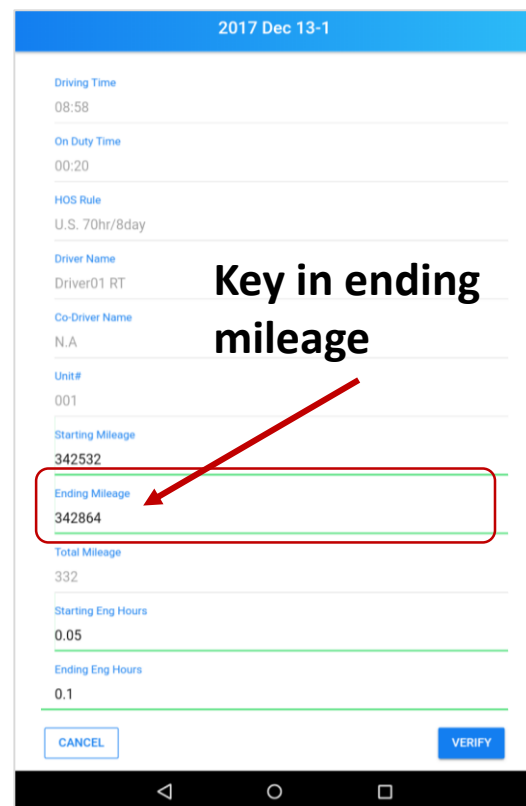 2017 Dec 13-1
Driving Time
08:58
On Duty Time
00:20
HOS Rule
U.S. 70hr/8day
Driver Name
Driver01 RT
Key in ending
mileage
Co-Driver Name
N.A
Unit#
001
Starting Mileage
342532
Ending Mileage
342864
Total Mileage
332
Starting Eng Hours
0.05
Ending Eng Hours
0.1
CANCEL VERIFY